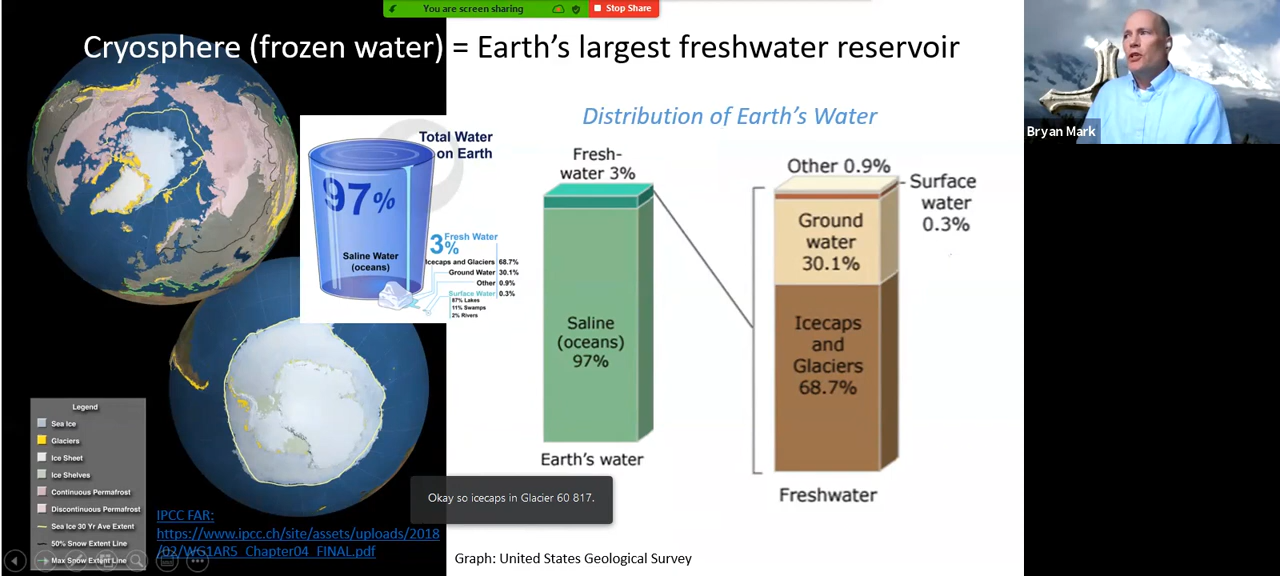 You are screen sharing
Stop Share
Cryosphere (frozen water) = Earth's largest freshwater reservoir
Bryan Mark
Distribution of Earth's Water
Total Water
on Earth
97%
Saline Water
(oceans)
3%
Fresh Water
Icecaps and Glaciers 68.7%
Ground Water 30.1%
Other 0.9%
Surface Water 0.3%
87% Lakes
11% Swamps
2% Rivers
Fresh-
water 3%
Saline
(oceans)
97%
Earth's water
Other 0.9%
Surface
water
0.3%
Ground
water
30.1%
Icecaps
and
Glaciers
68.7%
Freshwater
Legend
Sea Ice
Glaciers
Ice Sheet
Ice Shelves
Continuous Permafrost
Discontinuous Permafrost
Sea Ice 30 Yr Ave Extent
50% Snow Extent Line
Max Snow Extent Line
Okay so icecaps in Glacier 60 817.
IPCC FAR:
https://www.ipcc.ch/site/assets/uploads/2018
/02/WG1AR5_Chapter04_FINAL.pdf
Graph: United States Geological Survey